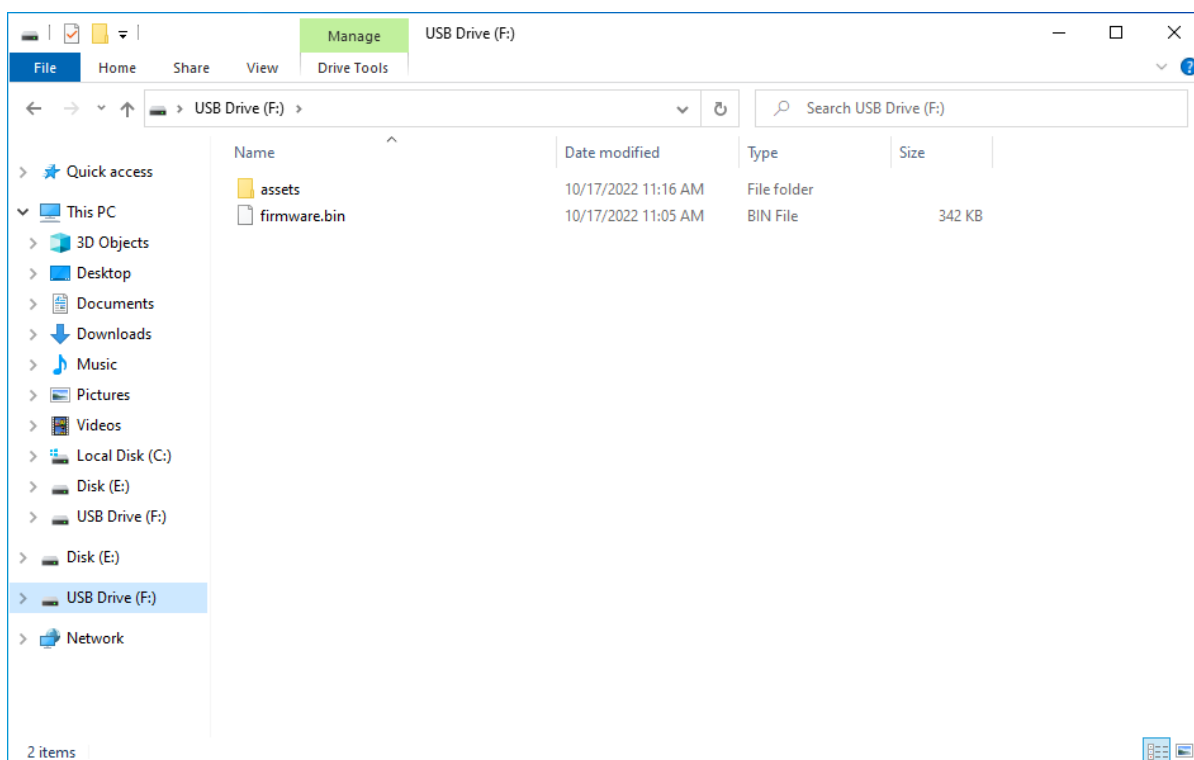 Manage USB Drive (F:)
File Home Share View Drive Tools
USB Drive (F:) Search USB Drive (F:)
Name Date modified Type Size
Quick access
This PC
3D Objects
Desktop
Documents
Downloads
Music
Pictures
Videos
Local Disk (C:)
Disk (E:)
USB Drive (F:)
Disk (E:)
USB Drive (F:)
Network
assets 10/17/2022 11:16 AM File folder
firmware.bin 10/17/2022 11:05 AM BIN File 342 KB
2 items